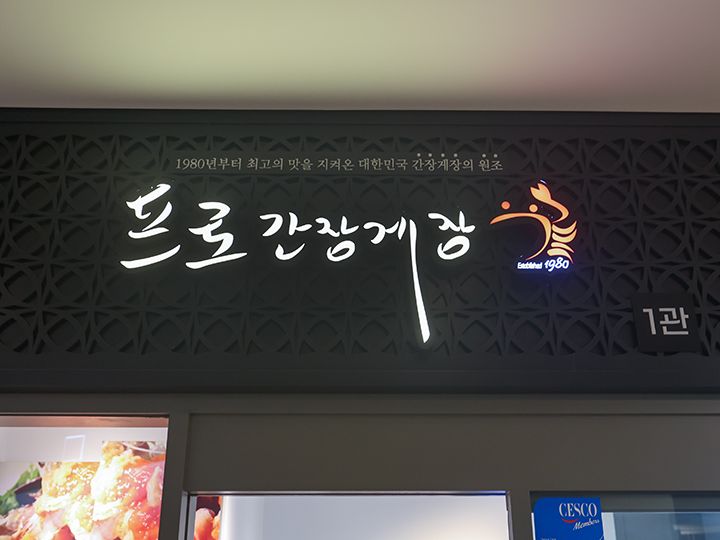 1980년부터 최고의 맛을 지켜온 대한민국 간장게장의 원조
프로간장게장
Established 1980
1관
CESCO
Members